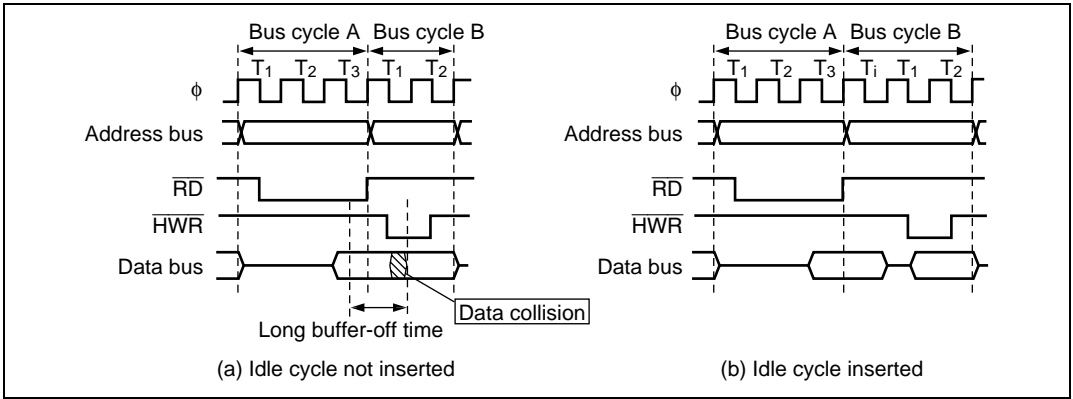 Bus cycle A Bus cycle B
T1 T2 T3 T1 T2
φ
Address bus
RD
HWR
Data bus
Data collision
Long buffer-off time
(a) Idle cycle not inserted
Bus cycle A Bus cycle B
T1 T2 T3 Ti T1 T2
φ
Address bus
RD
HWR
Data bus
(b) Idle cycle inserted